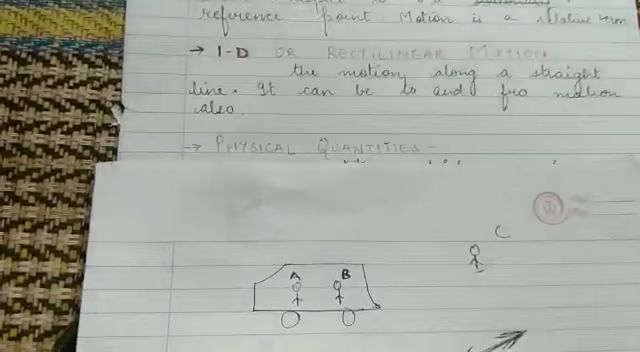 reference point. Motion is a relative term
→ 1-D OR RECTILINEAR MOTION
the motion along a straight
line. It can be to and fro motion
also.
→ PHYSICAL QUANTITIES -
C
A B